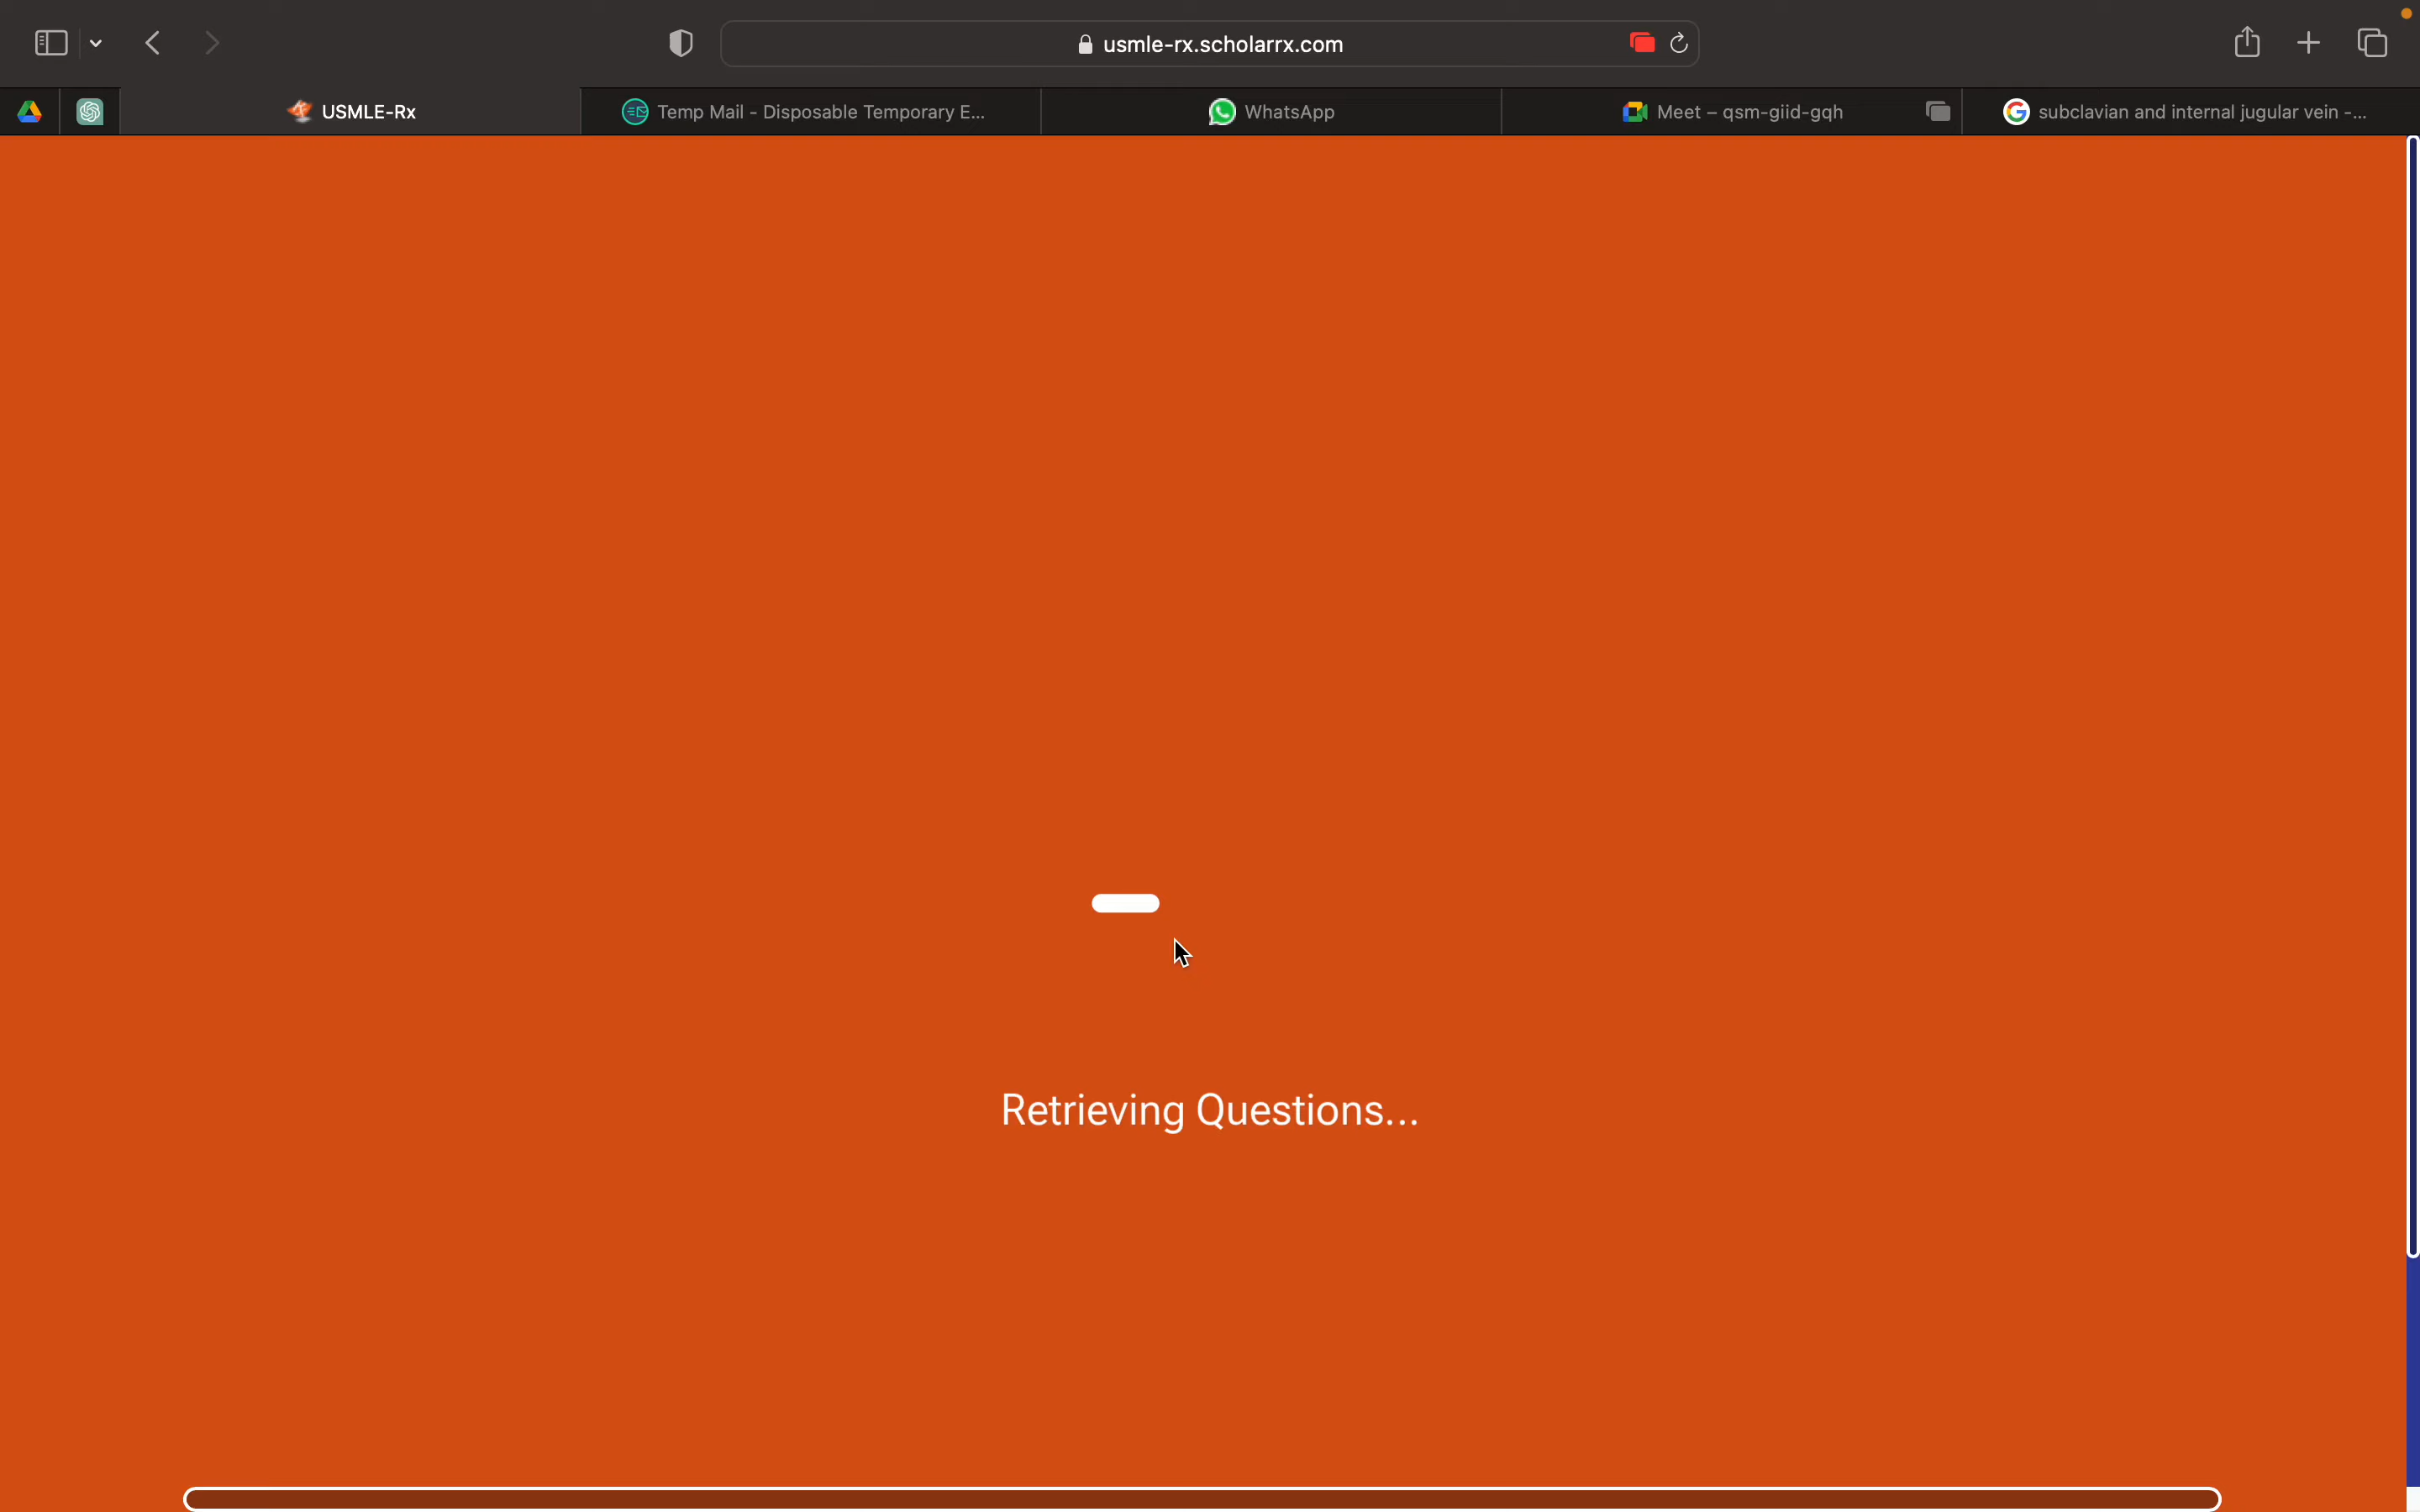 usmle-rx.scholarrx.com
USMLE-Rx
Temp Mail - Disposable Temporary E...
WhatsApp
Meet – qsm-giid-gqh
subclavian and internal jugular vein -...
Retrieving Questions...